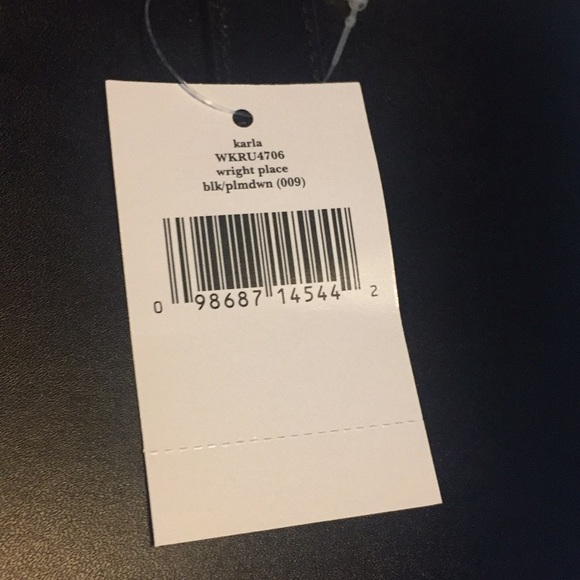 karla
WKRU4706
wright place
blk/plmdwn (009)
0 98687 14544 2